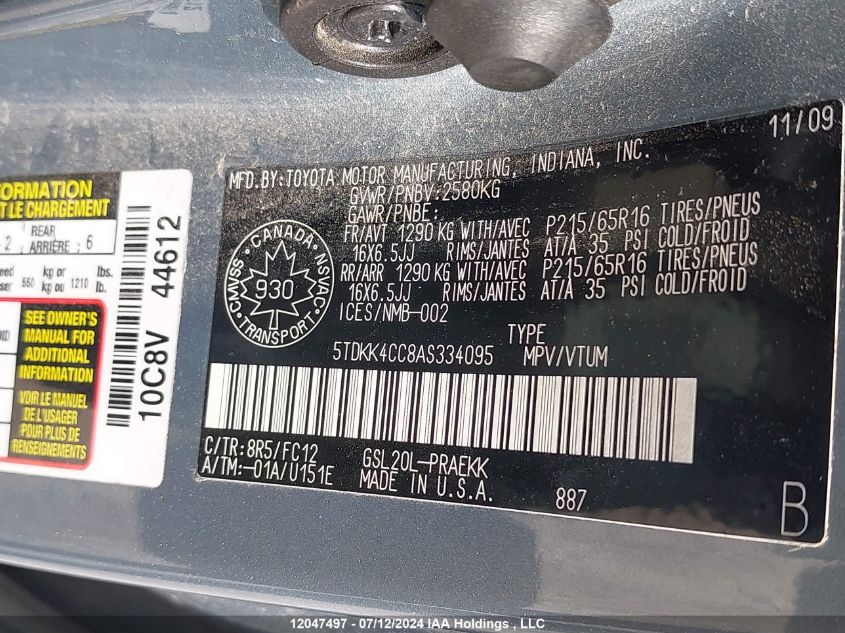 11/09
MFD.BY:TOYOTA MOTOR MANUFACTURING, INDIANA, INC.
GVWR/PNBV:2580KG
GAWR/PNBE:
FR/AVT 1290 KG WITH/AVEC P215/65R16 TIRES/PNEUS
16X6.5JJ RIMS/JANTES AT/A 35 PSI COLD/FROID
RR/ARR 1290 KG WITH/AVEC P215/65R16 TIRES/PNEUS
16X6.5JJ RIMS/JANTES AT/A 35 PSI COLD/FROID
ICES/NMB-002
CANADA
CMVSS 930 NSVAC
TRANSPORT
TYPE
5TDKK4CC8AS334095 MPV/VTUM
C/TR:8R5/FC12 GSL20L-PRAEKK
A/TM:-01A/U151E MADE IN U.S.A.
887
B
FORMATION
T LE CHARGEMENT
2 REAR
ARRIÈRE : 6
kg or lbs.
550 kg ou 1210 lb.
SEE OWNER'S
MANUAL FOR
ADDITIONAL
INFORMATION
VOIR LE MANUEL
DE L'USAGER
POUR PLUS DE
RENSEIGNEMENTS
10C8V 44612
12047497 - 07/12/2024 IAA Holdings , LLC